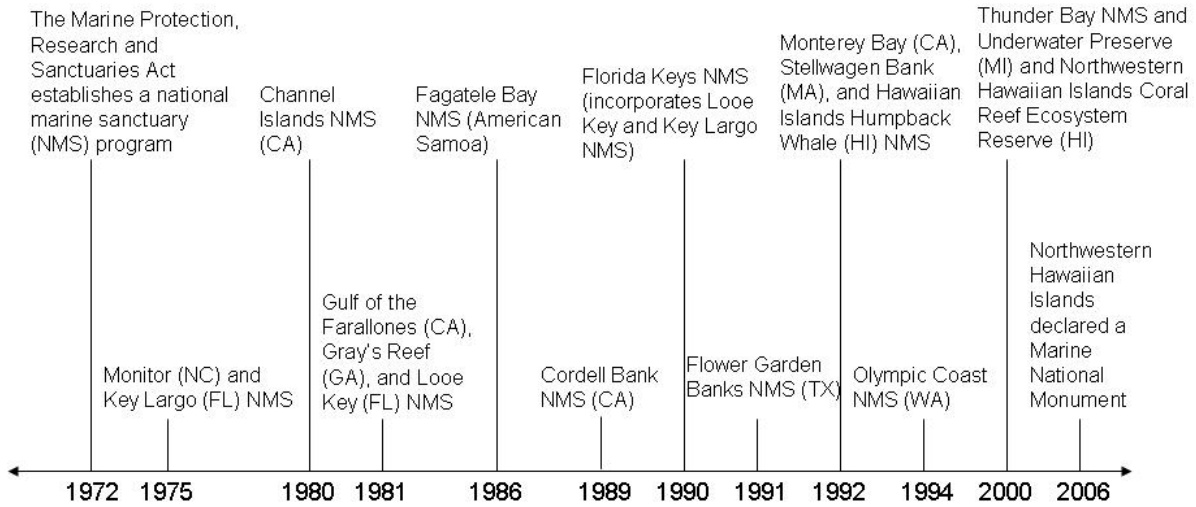 The Marine Protection,
Research and
Sanctuaries Act
establishes a national
marine sanctuary
(NMS) program
Channel
Islands NMS
(CA)
Fagatele Bay
NMS (American
Samoa)
Florida Keys NMS
(incorporates Looe
Key and Key Largo
NMS)
Monterey Bay (CA),
Stellwagen Bank
(MA), and Hawaiian
Islands Humpback
Whale (HI) NMS
Thunder Bay NMS and
Underwater Preserve
(MI) and Northwestern
Hawaiian Islands Coral
Reef Ecosystem
Reserve (HI)
Monitor (NC) and
Key Largo (FL) NMS
Gulf of the
Farallones (CA),
Gray's Reef
(GA), and Looe
Key (FL) NMS
Cordell Bank
NMS (CA)
Flower Garden
Banks NMS (TX)
Olympic Coast
NMS (WA)
Northwestern
Hawaiian
Islands
declared a
Marine
National
Monument
1972 1975 1980 1981 1986 1989 1990 1991 1992 1994 2000 2006